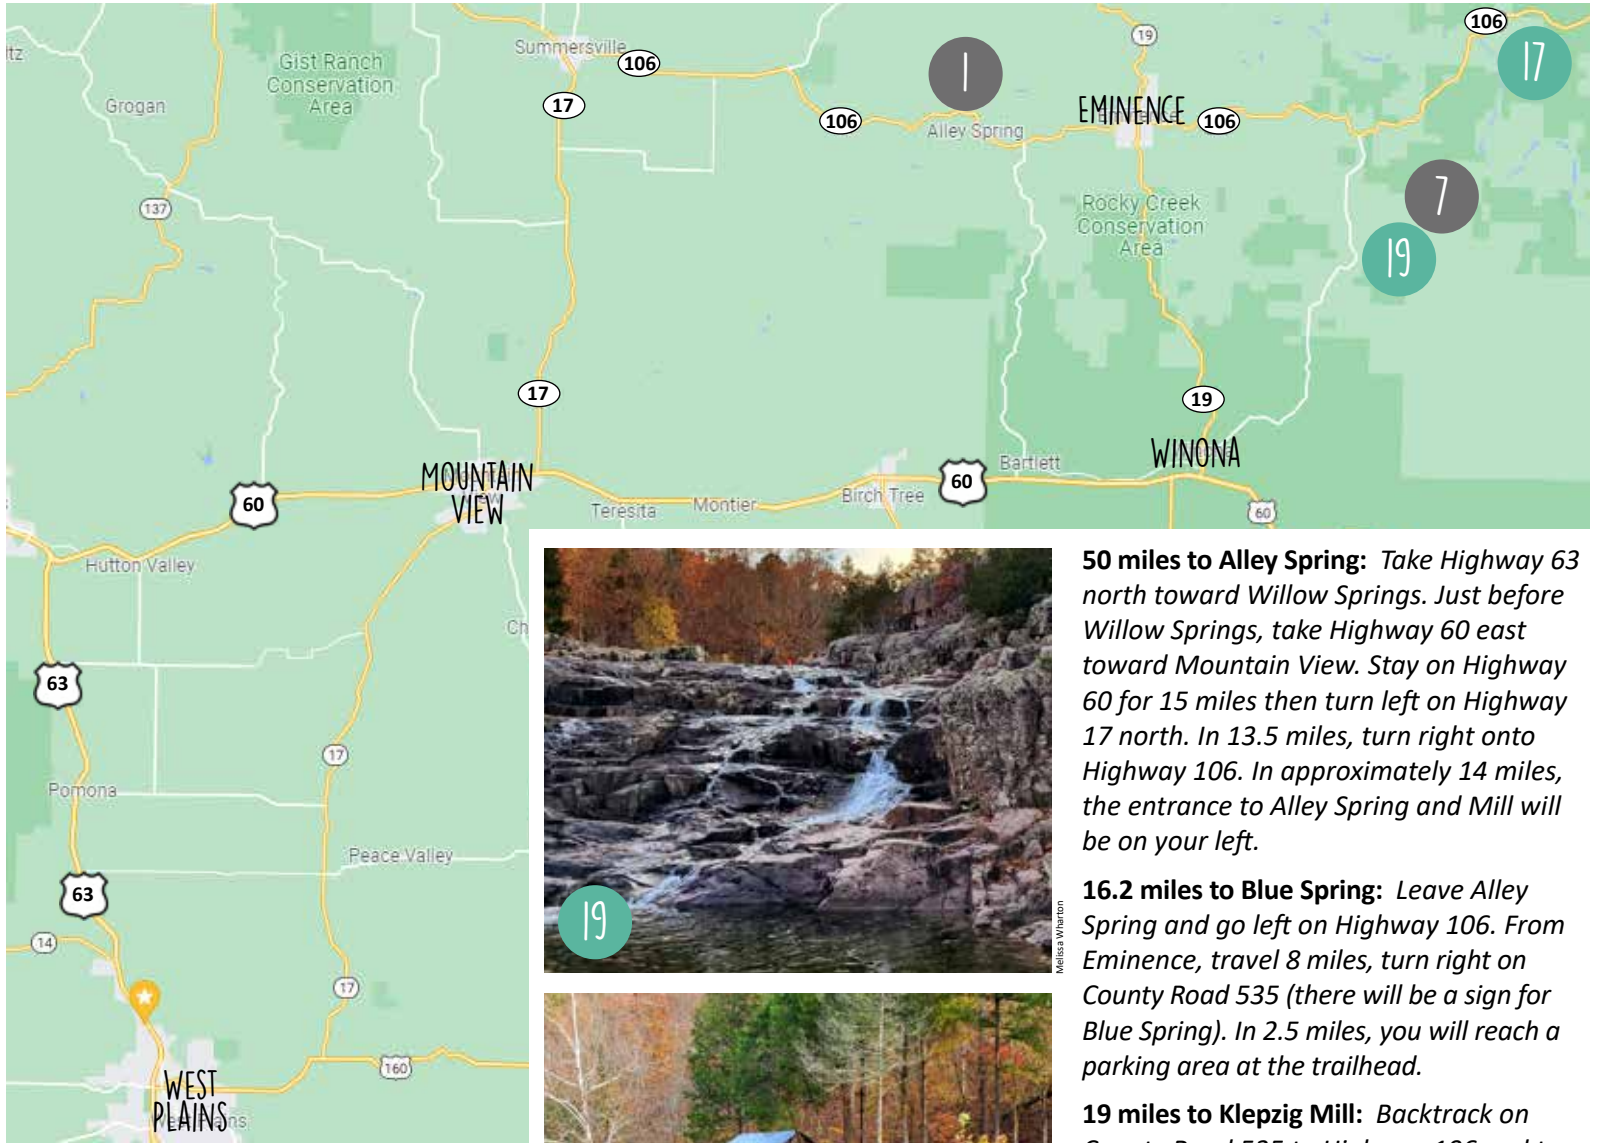 tz
Grogan
Gist Ranch
Conservation
Area
Summersville
106
17
106
1
Alley Spring
19
EMINENCE
106
106
17
137
Rocky Creek
Conservation
Area
7
19
17
19
MOUNTAIN
VIEW
60
Teresita
Montier
Birch Tree
60
Bartlett
WINONA
60
Hutton Valley
63
Ch
17
Pomona
Peace Valley
63
14
17
160
WEST
PLAINS
19
Melissa Wharton
50 miles to Alley Spring: Take Highway 63
north toward Willow Springs. Just before
Willow Springs, take Highway 60 east
toward Mountain View. Stay on Highway
60 for 15 miles then turn left on Highway
17 north. In 13.5 miles, turn right onto
Highway 106. In approximately 14 miles,
the entrance to Alley Spring and Mill will
be on your left.
16.2 miles to Blue Spring: Leave Alley
Spring and go left on Highway 106. From
Eminence, travel 8 miles, turn right on
County Road 535 (there will be a sign for
Blue Spring). In 2.5 miles, you will reach a
parking area at the trailhead.
19 miles to Klepzig Mill: Backtrack on